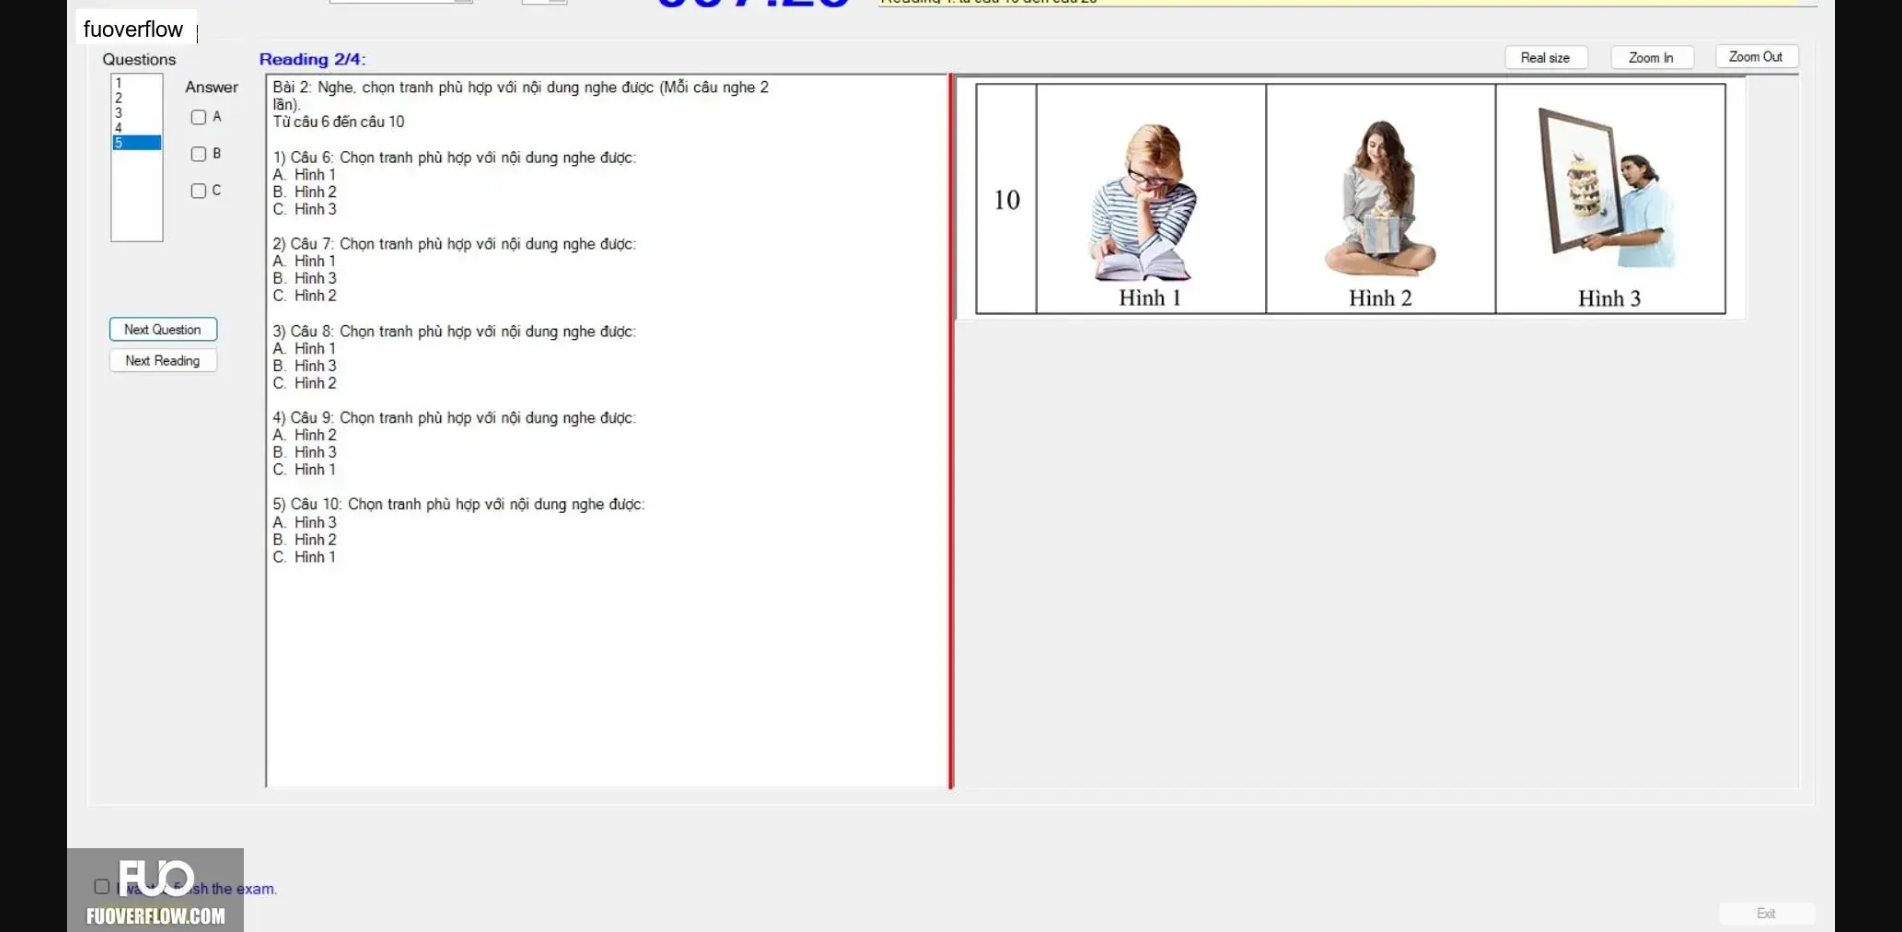 fuoverflow
Questions
Reading 2/4:
Real size
Zoom In
Zoom Out
1
2
3
4
5
Answer
A
B
C
Next Question
Next Reading
Bài 2: Nghe, chọn tranh phù hợp với nội dung nghe được (Mỗi câu nghe 2
lần).
Từ câu 6 đến câu 10
1) Câu 6: Chọn tranh phù hợp với nội dung nghe được:
A. Hình 1
B. Hình 2
C. Hình 3
2) Câu 7: Chọn tranh phù hợp với nội dung nghe được:
A. Hình 1
B. Hình 3
C. Hình 2
3) Câu 8: Chọn tranh phù hợp với nội dung nghe được:
A. Hình 1
B. Hình 3
C. Hình 2
4) Câu 9: Chọn tranh phù hợp với nội dung nghe được:
A. Hình 2
B. Hình 3
C. Hình 1
5) Câu 10: Chọn tranh phù hợp với nội dung nghe được:
A. Hình 3
B. Hình 2
C. Hình 1
10
Hình 1
Hình 2
Hình 3
FUO
I want finish the exam.
FUOVERFLOW.COM
Exit